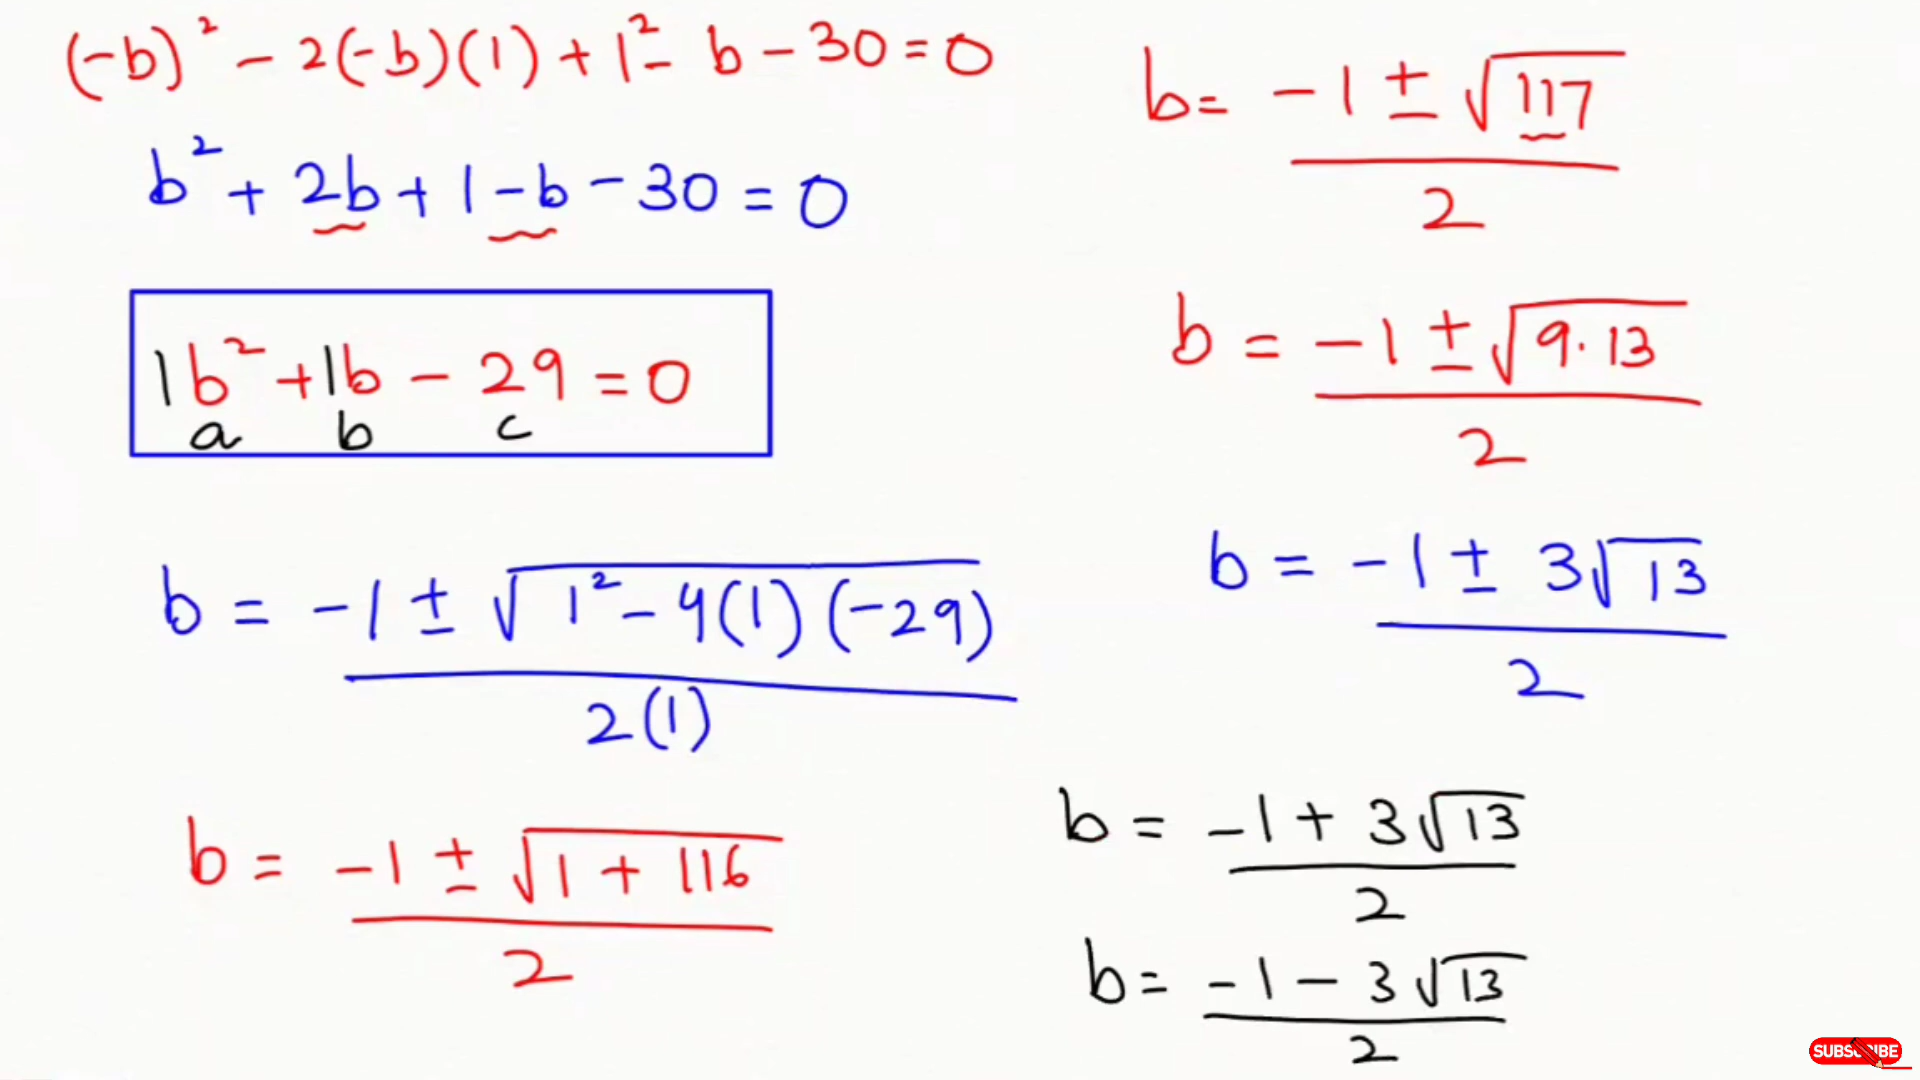 (-b)² - 2(-b)(1) + 1² - b - 30 = 0
b² + 2b + 1 - b - 30 = 0
1b² + 1b - 29 = 0
a b c
b = -1 ± √1² - 4(1)(-29)
2(1)
b = -1 ± √1 + 116
2
b = -1 ± √117
2
b = -1 ± √9·13
2
b = -1 ± 3√13
2
b = -1 + 3√13
2
b = -1 - 3√13
2
SUBSCRIBE